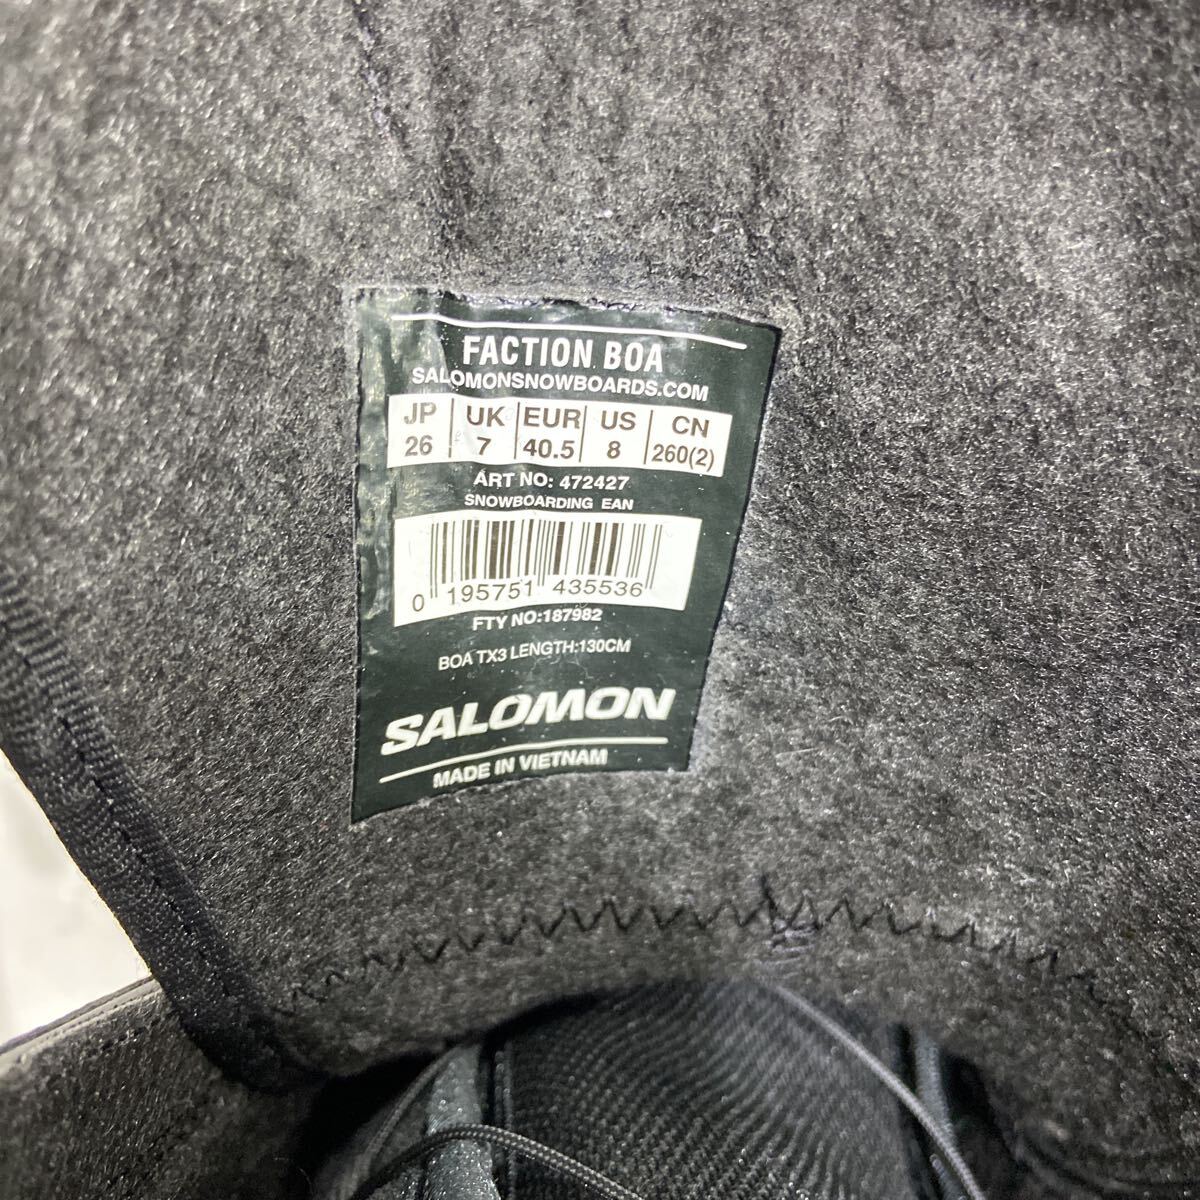 FACTION BOA
SALOMONSNOWBOARDS.COM
JP UK EUR US CN
26 7 40.5 8 260(2)
ART NO: 472427
SNOWBOARDING EAN
0 195751 435536
FTY NO:187982
BOA TX3 LENGTH:130CM
SALOMON
MADE IN VIETNAM